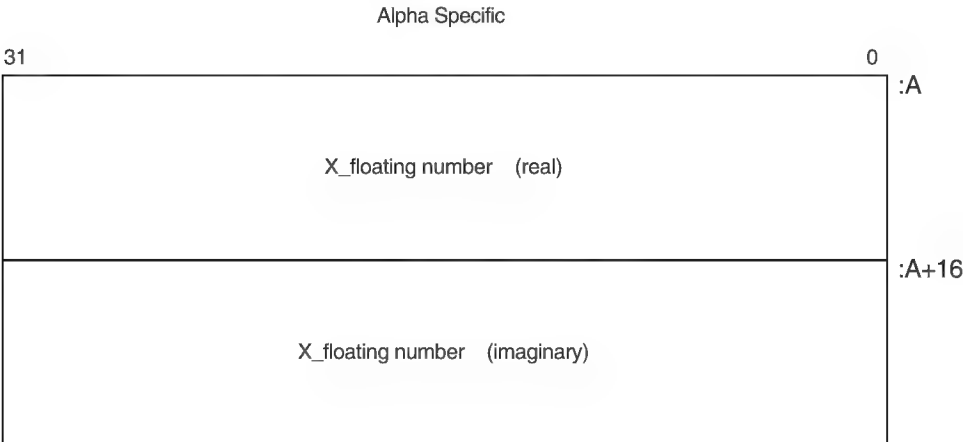 Alpha Specific
31 0
:A
X_floating number (real)
:A+16
X_floating number (imaginary)